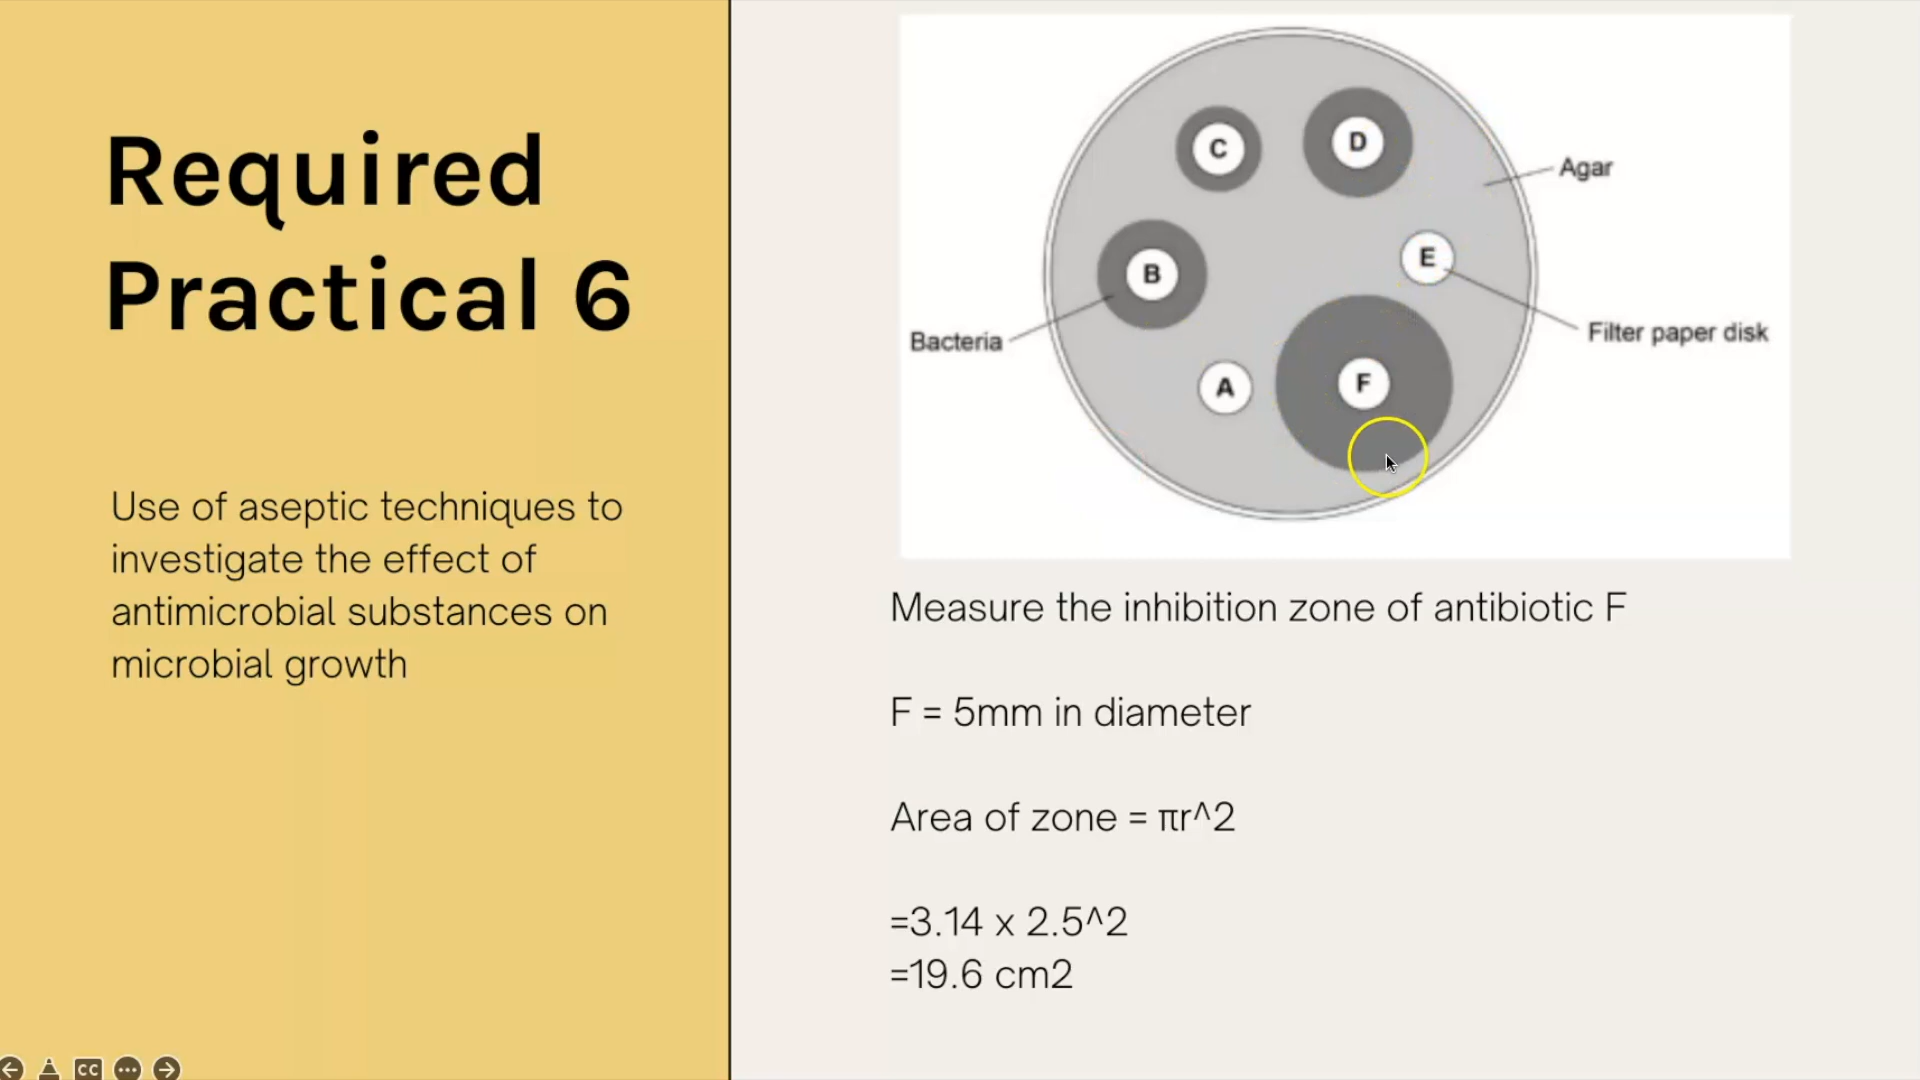 Required
Practical 6
Use of aseptic techniques to
investigate the effect of
antimicrobial substances on
microbial growth
C
D
Agar
B
E
Bacteria
Filter paper disk
A
F
Measure the inhibition zone of antibiotic F
F = 5mm in diameter
Area of zone = πr^2
=3.14 x 2.5^2
=19.6 cm2
CC